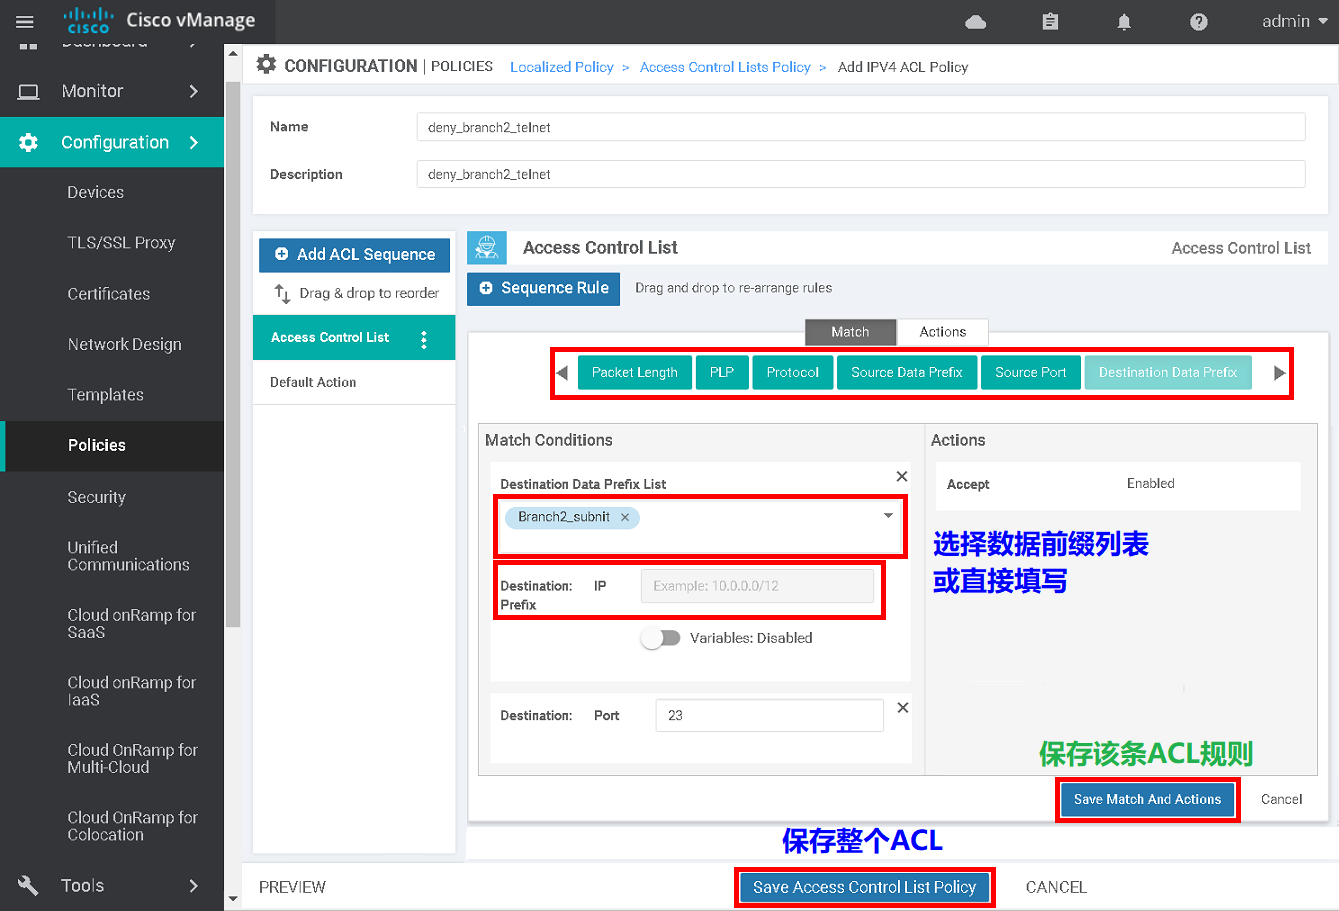 cisco
Cisco vManage
admin
Dashboard
Monitor
Configuration
Devices
TLS/SSL Proxy
Certificates
Network Design
Templates
Policies
Security
Unified
Communications
Cloud onRamp for
SaaS
Cloud onRamp for
IaaS
Cloud OnRamp for
Multi-Cloud
Cloud OnRamp for
Colocation
Tools
CONFIGURATION | POLICIES Localized Policy > Access Control Lists Policy > Add IPV4 ACL Policy
Name deny_branch2_telnet
Description deny_branch2_telnet
Add ACL Sequence
Drag & drop to reorder
Access Control List
Default Action
Access Control List Access Control List
Sequence Rule Drag and drop to re-arrange rules
Match Actions
Packet Length PLP Protocol Source Data Prefix Source Port Destination Data Prefix
Match Conditions
Destination Data Prefix List
Branch2_subnit
Destination: IP Example: 10.0.0.0/12
Prefix
Variables: Disabled
Destination: Port 23
Actions
Accept Enabled
选择数据前缀列表
或直接填写
保存该条ACL规则
Save Match And Actions Cancel
保存整个ACL
PREVIEW Save Access Control List Policy CANCEL